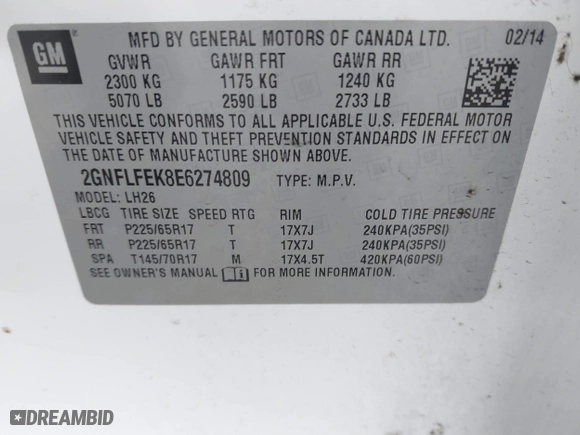 GM
MFD BY GENERAL MOTORS OF CANADA LTD. 02/14
GVWR GAWR FRT GAWR RR
2300 KG 1175 KG 1240 KG
5070 LB 2590 LB 2733 LB
THIS VEHICLE CONFORMS TO ALL APPLICABLE U.S. FEDERAL MOTOR
VEHICLE SAFETY AND THEFT PREVENTION STANDARDS IN EFFECT ON
THE DATE OF MANUFACTURE SHOWN ABOVE.
2GNFLFEK8E6274809 TYPE: M.P.V.
MODEL: LH26
LBCG TIRE SIZE SPEED RTG RIM COLD TIRE PRESSURE
FRT P225/65R17 T 17X7J 240KPA(35PSI)
RR P225/65R17 T 17X7J 240KPA(35PSI)
SPA T145/70R17 M 17X4.5T 420KPA(60PSI)
SEE OWNER'S MANUAL FOR MORE INFORMATION.
DREAMBID